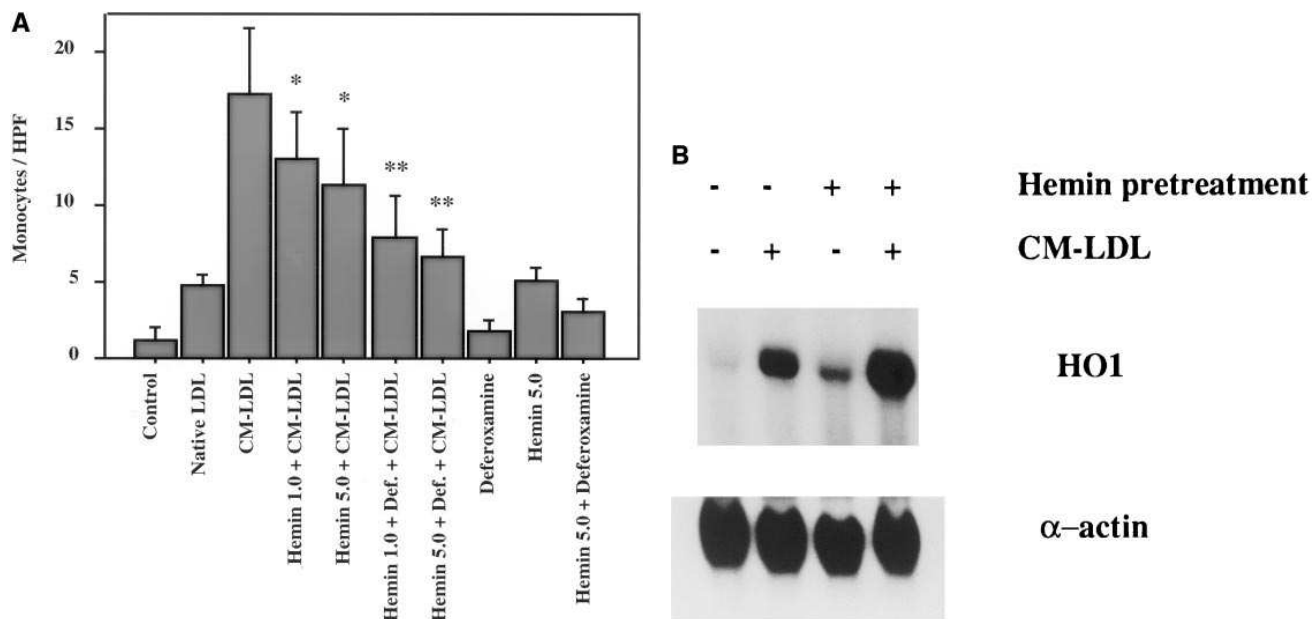 A
20
15
10
5
0
Monocytes / HPF
*
*
**
**
Control
Native LDL
CM-LDL
Hemin 1.0 + CM-LDL
Hemin 5.0 + CM-LDL
Hemin 1.0 + Def. + CM-LDL
Hemin 5.0 + Def. + CM-LDL
Deferoxamine
Hemin 5.0
Hemin 5.0 + Deferoxamine
B
- - + + Hemin pretreatment
- + - + CM-LDL
HO1
α–actin